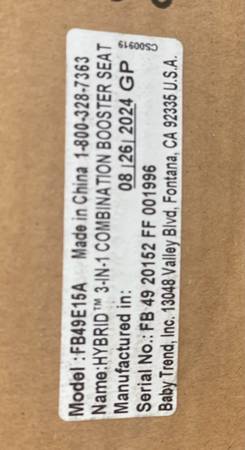 Model :FB49E15A Made in China 1-800-328-7363
Name:HYBRID™ 3-IN-1 COMBINATION BOOSTER SEAT
Manufactured in: 08|26|2024 GP CS00919
Serial No.: FB 49 20152 FF 001996
Baby Trend, Inc. 13048 Valley Blvd, Fontana, CA 92335 U.S.A.